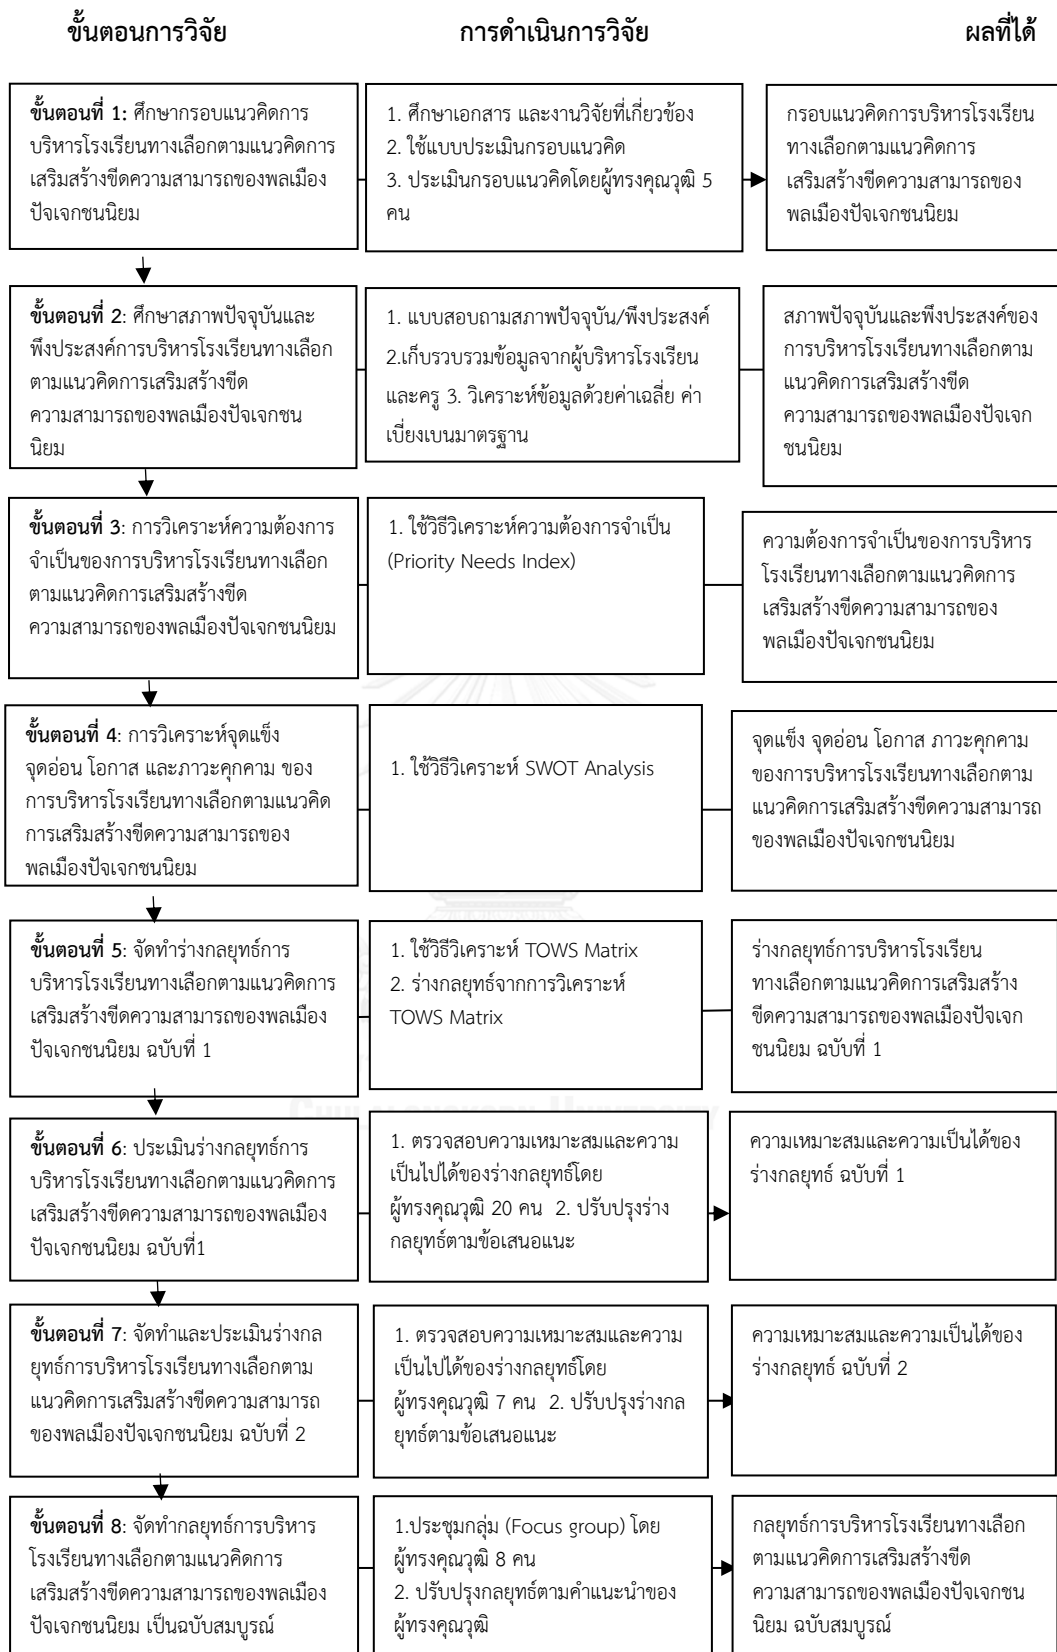 ขั้นตอนการวิจัย
การดำเนินการวิจัย
ผลที่ได้
ขั้นตอนที่ 1: ศึกษากรอบแนวคิดการ
บริหารโรงเรียนทางเลือกตามแนวคิดการ
เสริมสร้างขีดความสามารถของพลเมือง
ปัจเจกชนนิยม
1. ศึกษาเอกสาร และงานวิจัยที่เกี่ยวข้อง
2. ใช้แบบประเมินกรอบแนวคิด
3. ประเมินกรอบแนวคิดโดยผู้ทรงคุณวุฒิ 5
คน
กรอบแนวคิดการบริหารโรงเรียน
ทางเลือกตามแนวคิดการ
เสริมสร้างขีดความสามารถของ
พลเมืองปัจเจกชนนิยม
ขั้นตอนที่ 2: ศึกษาสภาพปัจจุบันและ
พึงประสงค์การบริหารโรงเรียนทางเลือก
ตามแนวคิดการเสริมสร้างขีด
ความสามารถของพลเมืองปัจเจกชน
นิยม
1. แบบสอบถามสภาพปัจจุบัน/พึงประสงค์
2.เก็บรวบรวมข้อมูลจากผู้บริหารโรงเรียน
และครู 3. วิเคราะห์ข้อมูลด้วยค่าเฉลี่ย ค่า
เบี่ยงเบนมาตรฐาน
สภาพปัจจุบันและพึงประสงค์ของ
การบริหารโรงเรียนทางเลือกตาม
แนวคิดการเสริมสร้างขีด
ความสามารถของพลเมืองปัจเจก
ชนนิยม
ขั้นตอนที่ 3: การวิเคราะห์ความต้องการ
จำเป็นของการบริหารโรงเรียนทางเลือก
ตามแนวคิดการเสริมสร้างขีด
ความสามารถของพลเมืองปัจเจกชนนิยม
1. ใช้วิธีวิเคราะห์ความต้องการจำเป็น
(Priority Needs Index)
ความต้องการจำเป็นของการบริหาร
โรงเรียนทางเลือกตามแนวคิดการ
เสริมสร้างขีดความสามารถของ
พลเมืองปัจเจกชนนิยม
ขั้นตอนที่ 4: การวิเคราะห์จุดแข็ง
จุดอ่อน โอกาส และภาวะคุกคาม ของ
การบริหารโรงเรียนทางเลือกตามแนวคิด
การเสริมสร้างขีดความสามารถของ
พลเมืองปัจเจกชนนิยม
1. ใช้วิธีวิเคราะห์ SWOT Analysis
จุดแข็ง จุดอ่อน โอกาส ภาวะคุกคาม
ของการบริหารโรงเรียนทางเลือกตาม
แนวคิดการเสริมสร้างขีดความสามารถ
ของพลเมืองปัจเจกชนนิยม
ขั้นตอนที่ 5: จัดทำร่างกลยุทธ์การ
บริหารโรงเรียนทางเลือกตามแนวคิดการ
เสริมสร้างขีดความสามารถของพลเมือง
ปัจเจกชนนิยม ฉบับที่ 1
1. ใช้วิธีวิเคราะห์ TOWS Matrix
2. ร่างกลยุทธ์จากการวิเคราะห์
TOWS Matrix
ร่างกลยุทธ์การบริหารโรงเรียน
ทางเลือกตามแนวคิดการเสริมสร้าง
ขีดความสามารถของพลเมืองปัจเจก
ชนนิยม ฉบับที่ 1
ขั้นตอนที่ 6: ประเมินร่างกลยุทธ์การ
บริหารโรงเรียนทางเลือกตามแนวคิดการ
เสริมสร้างขีดความสามารถของพลเมือง
ปัจเจกชนนิยม ฉบับที่1
1. ตรวจสอบความเหมาะสมและความ
เป็นไปได้ของร่างกลยุทธ์โดย
ผู้ทรงคุณวุฒิ 20 คน 2. ปรับปรุงร่าง
กลยุทธ์ตามข้อเสนอแนะ
ความเหมาะสมและความเป็นได้ของ
ร่างกลยุทธ์ ฉบับที่ 1
ขั้นตอนที่ 7: จัดทำและประเมินร่างกล
ยุทธ์การบริหารโรงเรียนทางเลือกตาม
แนวคิดการเสริมสร้างขีดความสามารถ
ของพลเมืองปัจเจกชนนิยม ฉบับที่ 2
1. ตรวจสอบความเหมาะสมและความ
เป็นไปได้ของร่างกลยุทธ์โดย
ผู้ทรงคุณวุฒิ 7 คน 2. ปรับปรุงร่างกล
ยุทธ์ตามข้อเสนอแนะ
ความเหมาะสมและความเป็นได้ของ
ร่างกลยุทธ์ ฉบับที่ 2
ขั้นตอนที่ 8: จัดทำกลยุทธ์การบริหาร
โรงเรียนทางเลือกตามแนวคิดการ
เสริมสร้างขีดความสามารถของพลเมือง
ปัจเจกชนนิยม เป็นฉบับสมบูรณ์
1.ประชุมกลุ่ม (Focus group) โดย
ผู้ทรงคุณวุฒิ 8 คน
2. ปรับปรุงกลยุทธ์ตามคำแนะนำของ
ผู้ทรงคุณวุฒิ
กลยุทธ์การบริหารโรงเรียนทางเลือก
ตามแนวคิดการเสริมสร้างขีด
ความสามารถของพลเมืองปัจเจกชน
นิยม ฉบับสมบูรณ์